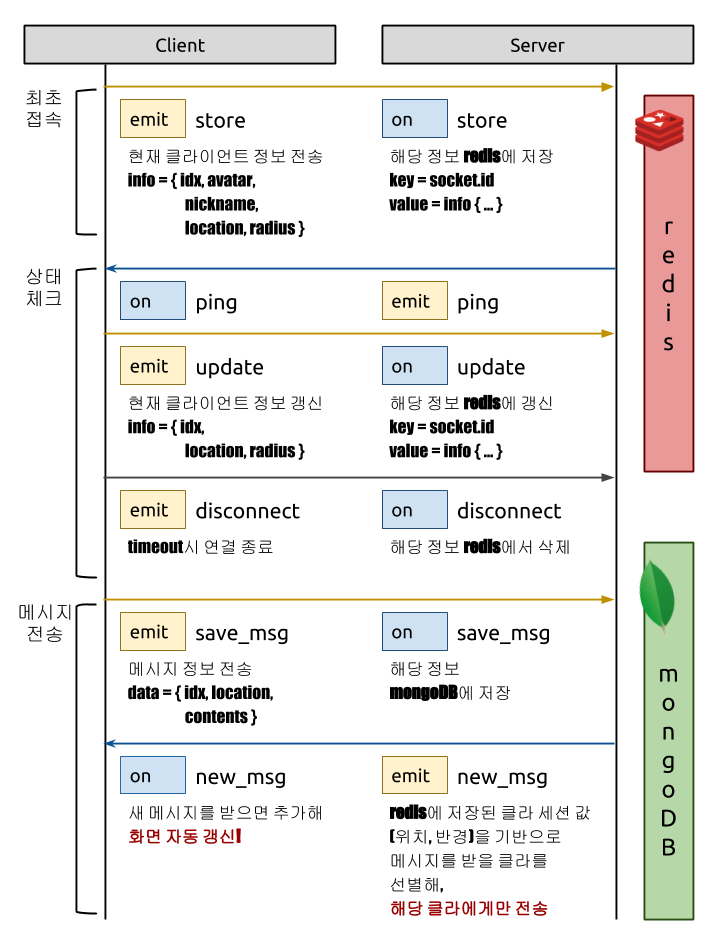 Client
Server
최초
접속
emit
store
현재 클라이언트 정보 전송
info = { idx, avatar,
nickname,
location, radius }
on
store
해당 정보 redis에 저장
key = socket.id
value = info { ... }
상태
체크
on
ping
emit
ping
emit
update
현재 클라이언트 정보 갱신
info = { idx,
location, radius }
on
update
해당 정보 redis에 갱신
key = socket.id
value = info { ... }
emit
disconnect
timeout시 연결 종료
on
disconnect
해당 정보 redis에서 삭제
메시지
전송
emit
save_msg
메시지 정보 전송
data = { idx, location,
contents }
on
save_msg
해당 정보
mongoDB에 저장
on
new_msg
새 메시지를 받으면 추가해
화면 자동 갱신!
emit
new_msg
redis에 저장된 클라 세션 값
(위치, 반경)을 기반으로
메시지를 받을 클라를
선별해,
해당 클라에게만 전송
r
e
d
i
s
m
o
n
g
o
D
B